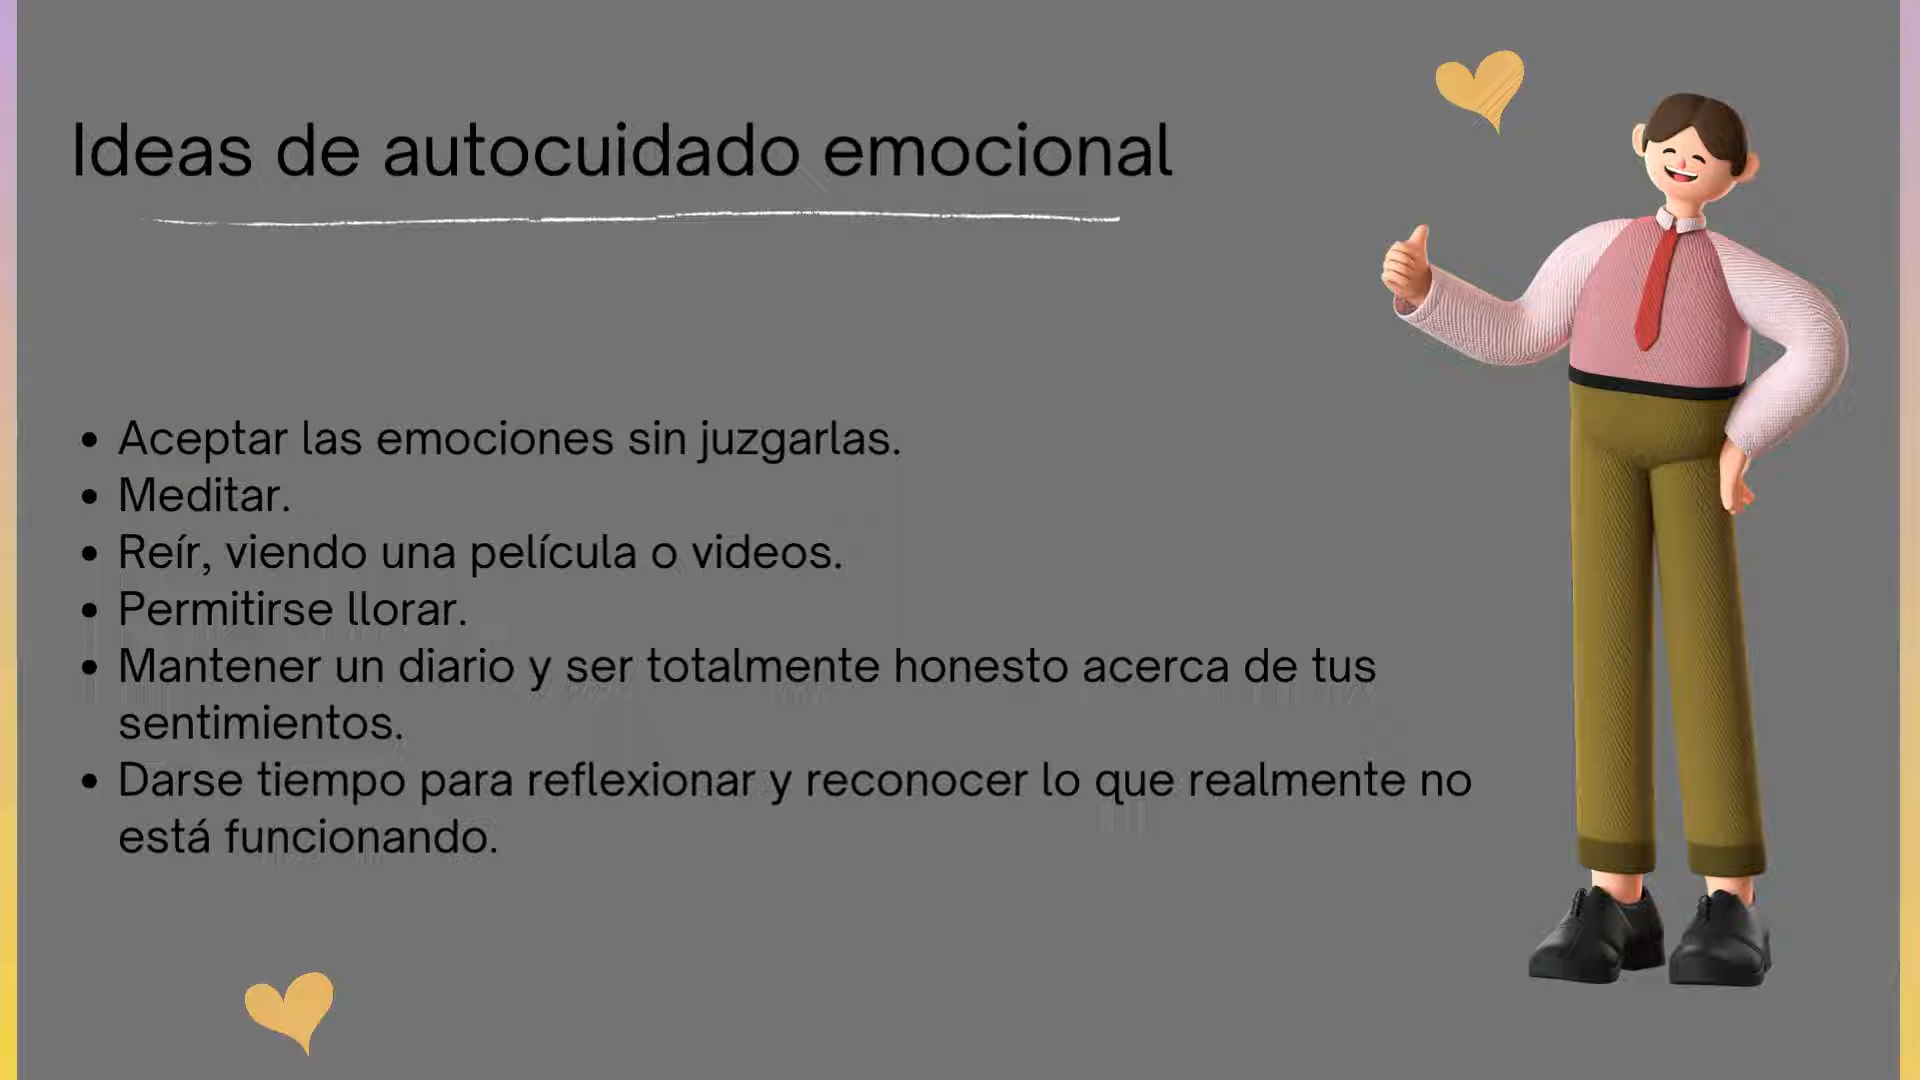 Ideas de autocuidado emocional
• Aceptar las emociones sin juzgarlas.
• Meditar.
• Reír, viendo una película o videos.
• Permitirse llorar.
• Mantener un diario y ser totalmente honesto acerca de tus
sentimientos.
• Darse tiempo para reflexionar y reconocer lo que realmente no
está funcionando.